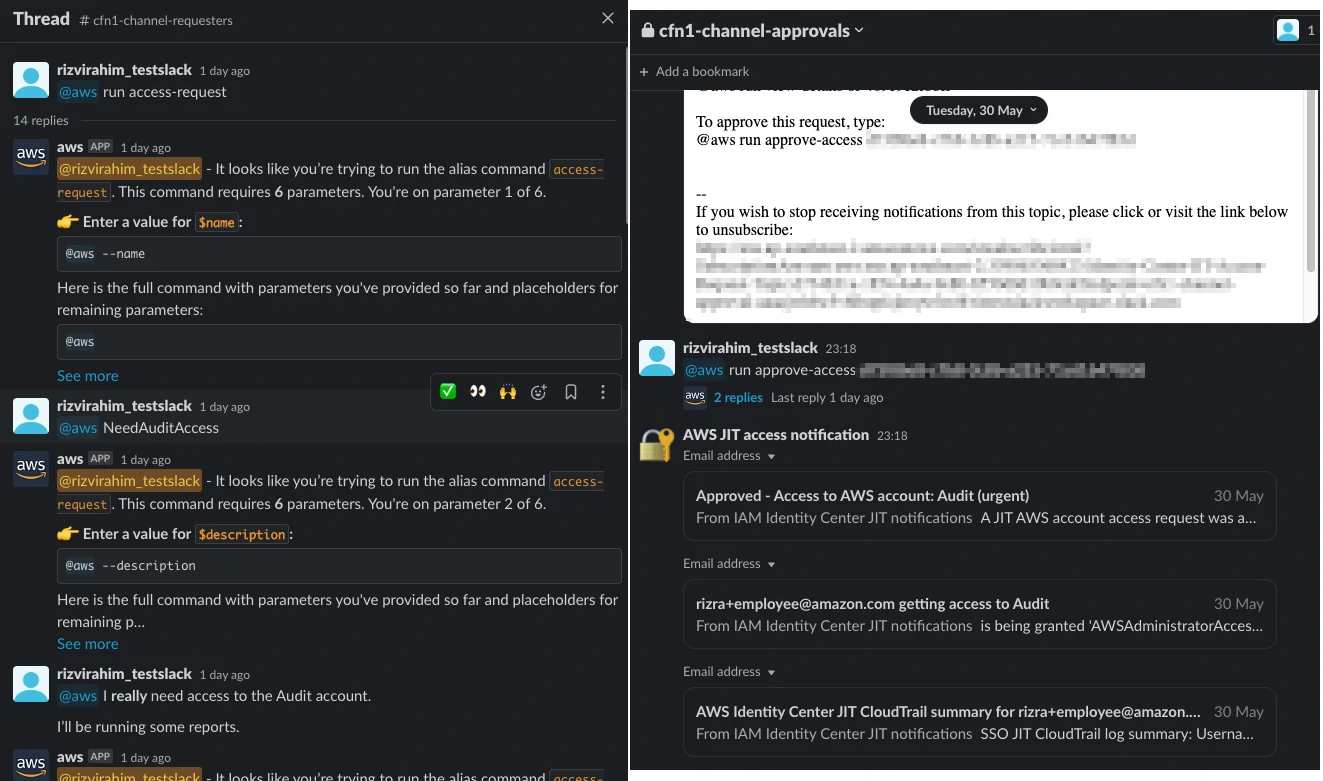 Thread # cfn1-channel-requesters
rizvirahim_testslack 1 day ago
@aws run access-request
14 replies
aws
aws APP 1 day ago
@rizvirahim_testslack - It looks like you’re trying to run the alias command access-
request. This command requires 6 parameters. You're on parameter 1 of 6.
Enter a value for $name:
@aws --name
Here is the full command with parameters you've provided so far and placeholders for
remaining parameters:
@aws
See more
rizvirahim_testslack 1 day ago
@aws NeedAuditAccess
aws
aws APP 1 day ago
@rizvirahim_testslack - It looks like you’re trying to run the alias command access-
request. This command requires 6 parameters. You're on parameter 2 of 6.
Enter a value for $description:
@aws --description
Here is the full command with parameters you've provided so far and placeholders for
remaining p...
See more
rizvirahim_testslack 1 day ago
@aws I really need access to the Audit account.
I’ll be running some reports.
aws
aws APP 1 day ago
@rizvirahim_testslack - It looks like you’re trying to run the alias command access-
cfn1-channel-approvals
1
+ Add a bookmark
Tuesday, 30 May
To approve this request, type:
@aws run approve-access
--
If you wish to stop receiving notifications from this topic, please click or visit the link below
to unsubscribe:
rizvirahim_testslack 23:18
@aws run approve-access
aws 2 replies Last reply 1 day ago
AWS JIT access notification 23:18
Email address
Approved - Access to AWS account: Audit (urgent) 30 May
From IAM Identity Center JIT notifications A JIT AWS account access request was a...
Email address
rizra+employee@amazon.com getting access to Audit 30 May
From IAM Identity Center JIT notifications is being granted 'AWSAdministratorAcces...
Email address
AWS Identity Center JIT CloudTrail summary for rizra+employee@amazon.... 30 May
From IAM Identity Center JIT notifications SSO JIT CloudTrail log summary: Userna...